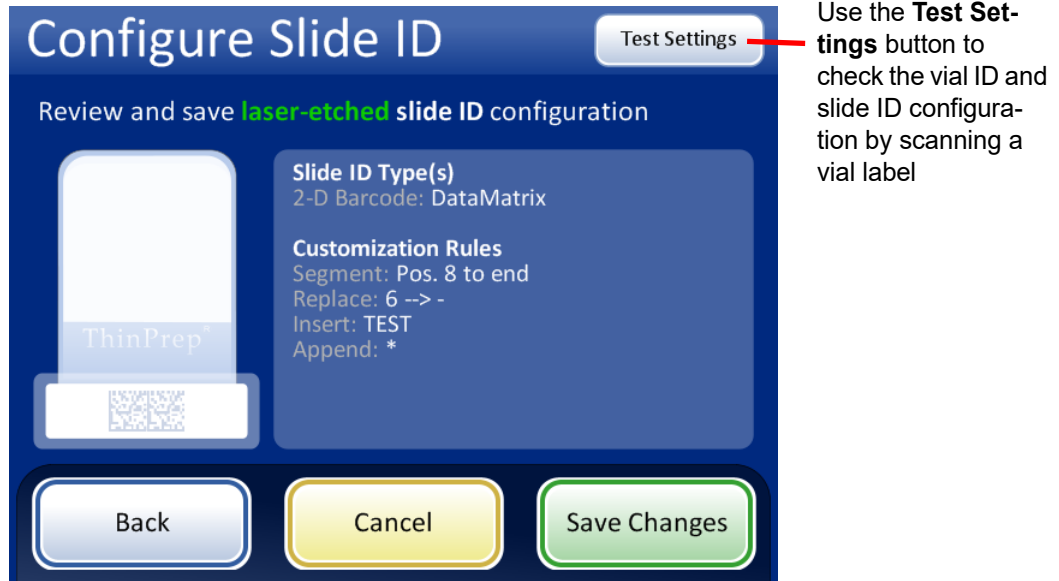 Configure Slide ID
Test Settings
Use the Test Set-
tings button to
check the vial ID and
slide ID configura-
tion by scanning a
vial label
Review and save laser-etched slide ID configuration
Slide ID Type(s)
2-D Barcode: DataMatrix
Customization Rules
Segment: Pos. 8 to end
Replace: 6 --> -
Insert: TEST
Append: *
ThinPrep®
Back
Cancel
Save Changes